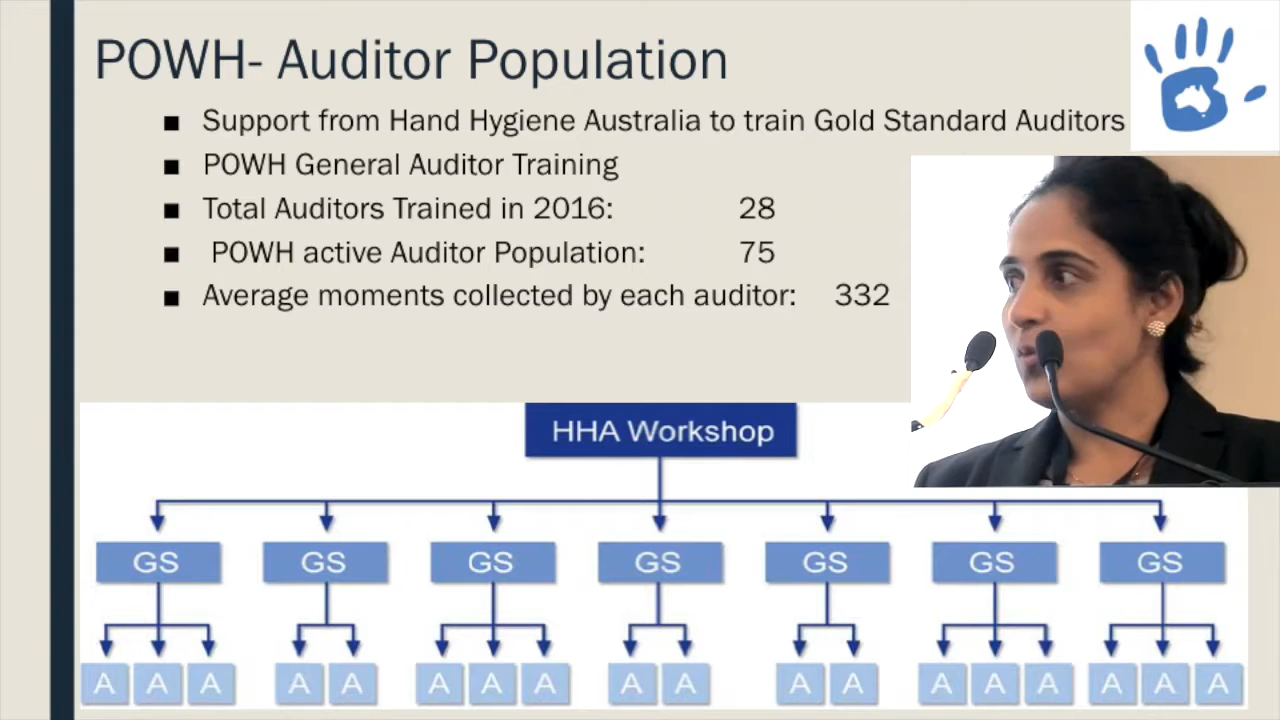 POWH- Auditor Population
■ Support from Hand Hygiene Australia to train Gold Standard Auditors
■ POWH General Auditor Training
■ Total Auditors Trained in 2016: 28
■ POWH active Auditor Population: 75
■ Average moments collected by each auditor: 332
HHA Workshop
GS GS GS GS GS GS GS
A A A A A A A A A A A A A A A A A A